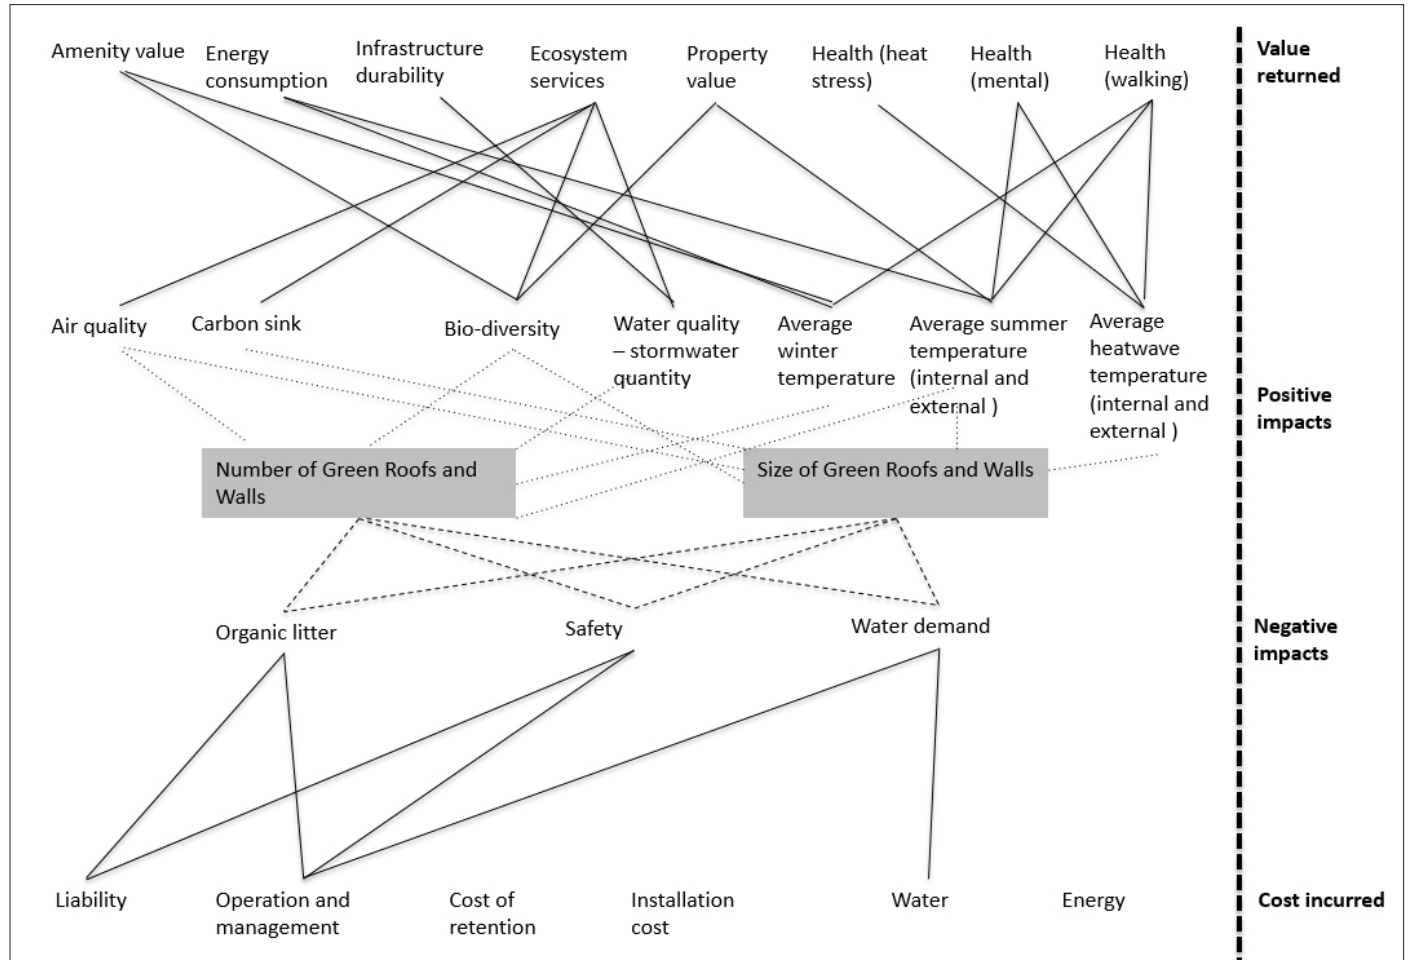 Amenity value
Energy
consumption
Infrastructure
durability
Ecosystem
services
Property
value
Health (heat
stress)
Health
(mental)
Health
(walking)
Value
returned
Air quality
Carbon sink
Bio-diversity
Water quality
– stormwater
quantity
Average
winter
temperature
Average summer
temperature
(internal and
external )
Average
heatwave
temperature
(internal and
external )
Positive
impacts
Number of Green Roofs and
Walls
Size of Green Roofs and Walls
Organic litter
Safety
Water demand
Negative
impacts
Liability
Operation and
management
Cost of
retention
Installation
cost
Water
Energy
Cost incurred